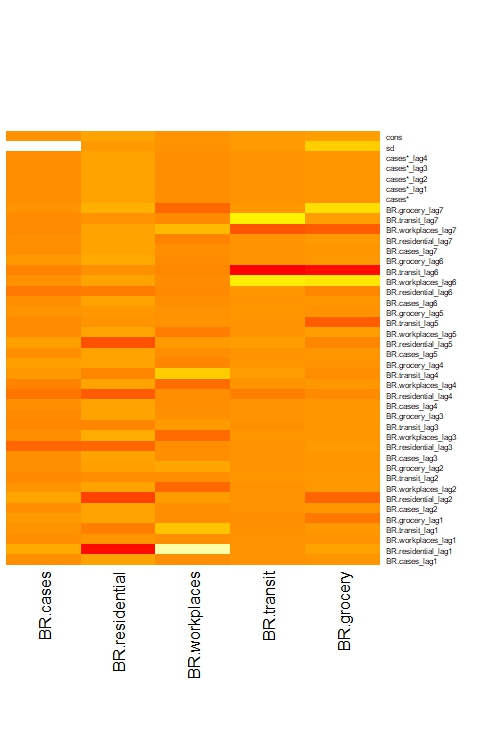 cons
sd
cases*_lag4
cases*_lag3
cases*_lag2
cases*_lag1
cases*
BR.grocery_lag7
BR.transit_lag7
BR.workplaces_lag7
BR.residential_lag7
BR.cases_lag7
BR.grocery_lag6
BR.transit_lag6
BR.workplaces_lag6
BR.residential_lag6
BR.cases_lag6
BR.grocery_lag5
BR.transit_lag5
BR.workplaces_lag5
BR.residential_lag5
BR.cases_lag5
BR.grocery_lag4
BR.transit_lag4
BR.workplaces_lag4
BR.residential_lag4
BR.cases_lag4
BR.grocery_lag3
BR.transit_lag3
BR.workplaces_lag3
BR.residential_lag3
BR.cases_lag3
BR.grocery_lag2
BR.transit_lag2
BR.workplaces_lag2
BR.residential_lag2
BR.cases_lag2
BR.grocery_lag1
BR.transit_lag1
BR.workplaces_lag1
BR.residential_lag1
BR.cases_lag1
BR.cases
BR.residential
BR.workplaces
BR.transit
BR.grocery